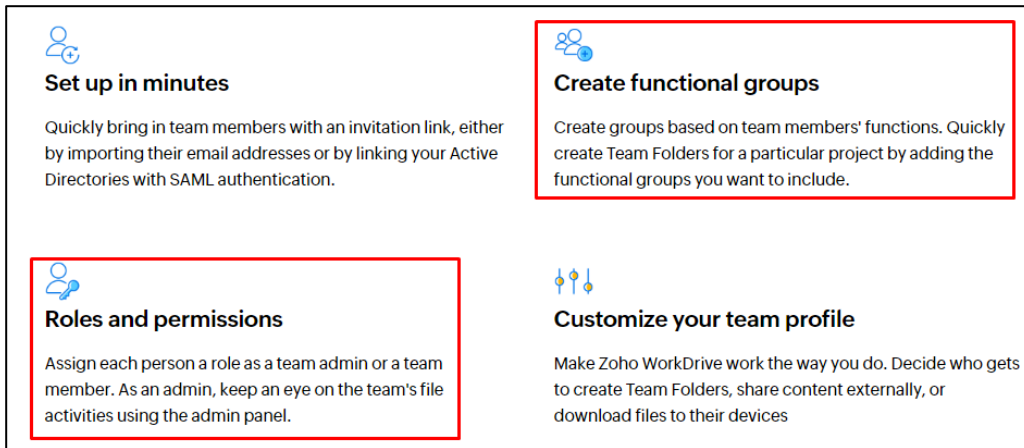 Set up in minutes
Quickly bring in team members with an invitation link, either
by importing their email addresses or by linking your Active
Directories with SAML authentication.
Create functional groups
Create groups based on team members' functions. Quickly
create Team Folders for a particular project by adding the
functional groups you want to include.
Roles and permissions
Assign each person a role as a team admin or a team
member. As an admin, keep an eye on the team's file
activities using the admin panel.
Customize your team profile
Make Zoho WorkDrive work the way you do. Decide who gets
to create Team Folders, share content externally, or
download files to their devices